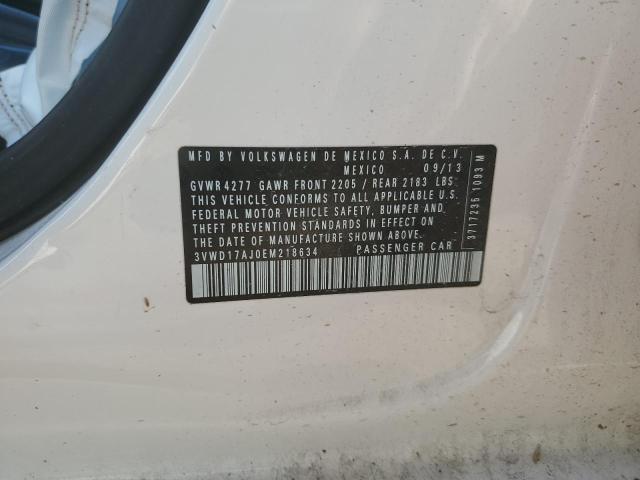 MFD BY VOLKSWAGEN DE MEXICO S.A. DE C.V.
MEXICO 09/13
GVWR 4277 GAWR FRONT 2205 / REAR 2183 LBS
THIS VEHICLE CONFORMS TO ALL APPLICABLE U.S.
FEDERAL MOTOR VEHICLE SAFETY, BUMPER AND
THEFT PREVENTION STANDARDS IN EFFECT ON
THE DATE OF MANUFACTURE SHOWN ABOVE.
3VWD17AJ0EM218634 PASSENGER CAR
3717236 1093 M